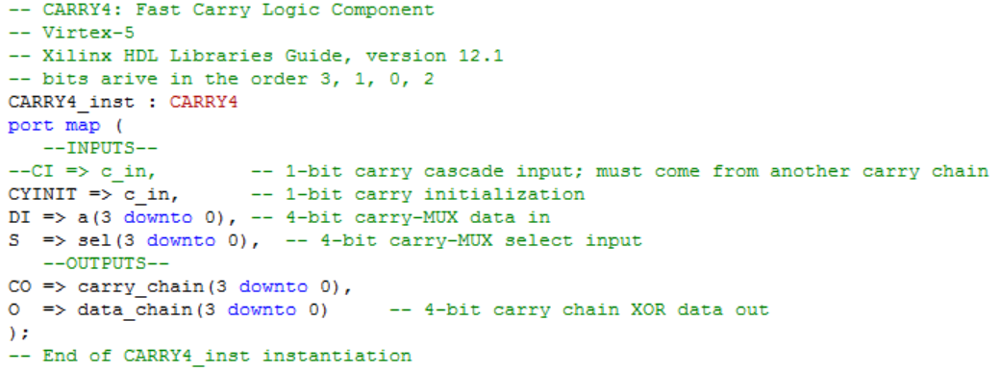 -- CARRY4: Fast Carry Logic Component
-- Virtex-5
-- Xilinx HDL Libraries Guide, version 12.1
-- bits arive in the order 3, 1, 0, 2
CARRY4_inst : CARRY4
port map (
--INPUTS--
--CI => c_in, -- 1-bit carry cascade input; must come from another carry chain
CYINIT => c_in, -- 1-bit carry initialization
DI => a(3 downto 0), -- 4-bit carry-MUX data in
S => sel(3 downto 0), -- 4-bit carry-MUX select input
--OUTPUTS--
CO => carry_chain(3 downto 0),
O => data_chain(3 downto 0) -- 4-bit carry chain XOR data out
);
-- End of CARRY4_inst instantiation